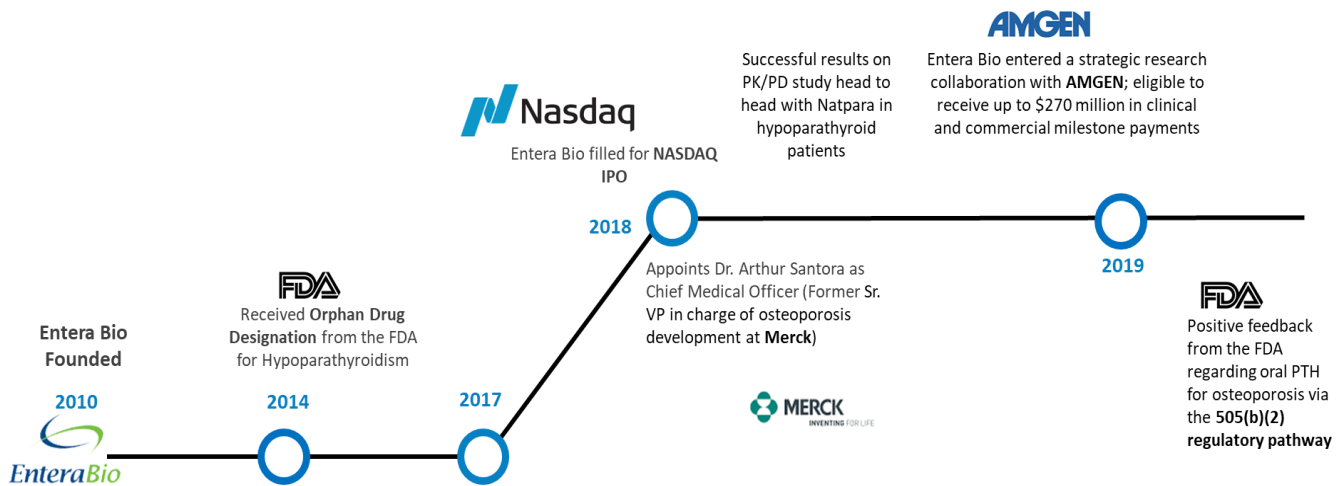 Entera Bio
Founded
2010
EnteraBio
FDA
Received Orphan Drug
Designation from the FDA
for Hypoparathyroidism
2014
2017
Nasdaq
Entera Bio filled for NASDAQ
IPO
2018
Appoints Dr. Arthur Santora as
Chief Medical Officer (Former Sr.
VP in charge of osteoporosis
development at Merck)
MERCK
INVENTING FOR LIFE
Successful results on
PK/PD study head to
head with Natpara in
hypoparathyroid
patients
AMGEN
Entera Bio entered a strategic research
collaboration with AMGEN; eligible to
receive up to $270 million in clinical
and commercial milestone payments
2019
FDA
Positive feedback
from the FDA
regarding oral PTH
for osteoporosis via
the 505(b)(2)
regulatory pathway